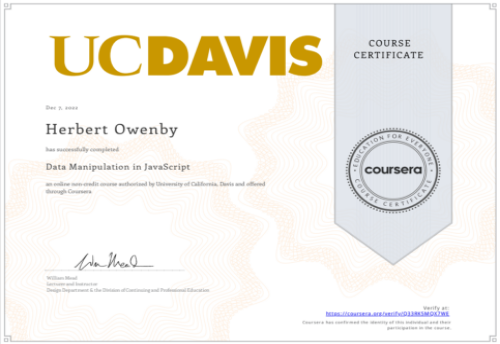 UCDAVIS
COURSE
CERTIFICATE
Dec 7, 2020
Herbert Owenby
has successfully completed
Data Manipulation in JavaScript
an online non-credit course authorized by University of California, Davis and offered
through Coursera
EDUCATION FOR EVERYONE
coursera
COURSE CERTIFICATE
William Mead
Lecturer and Instructor
Design Department & the Division of Continuing and Professional Education
Verify at:
https://coursera.org/verify/
Coursera has confirmed the identity of this individual and their
participation in the course.